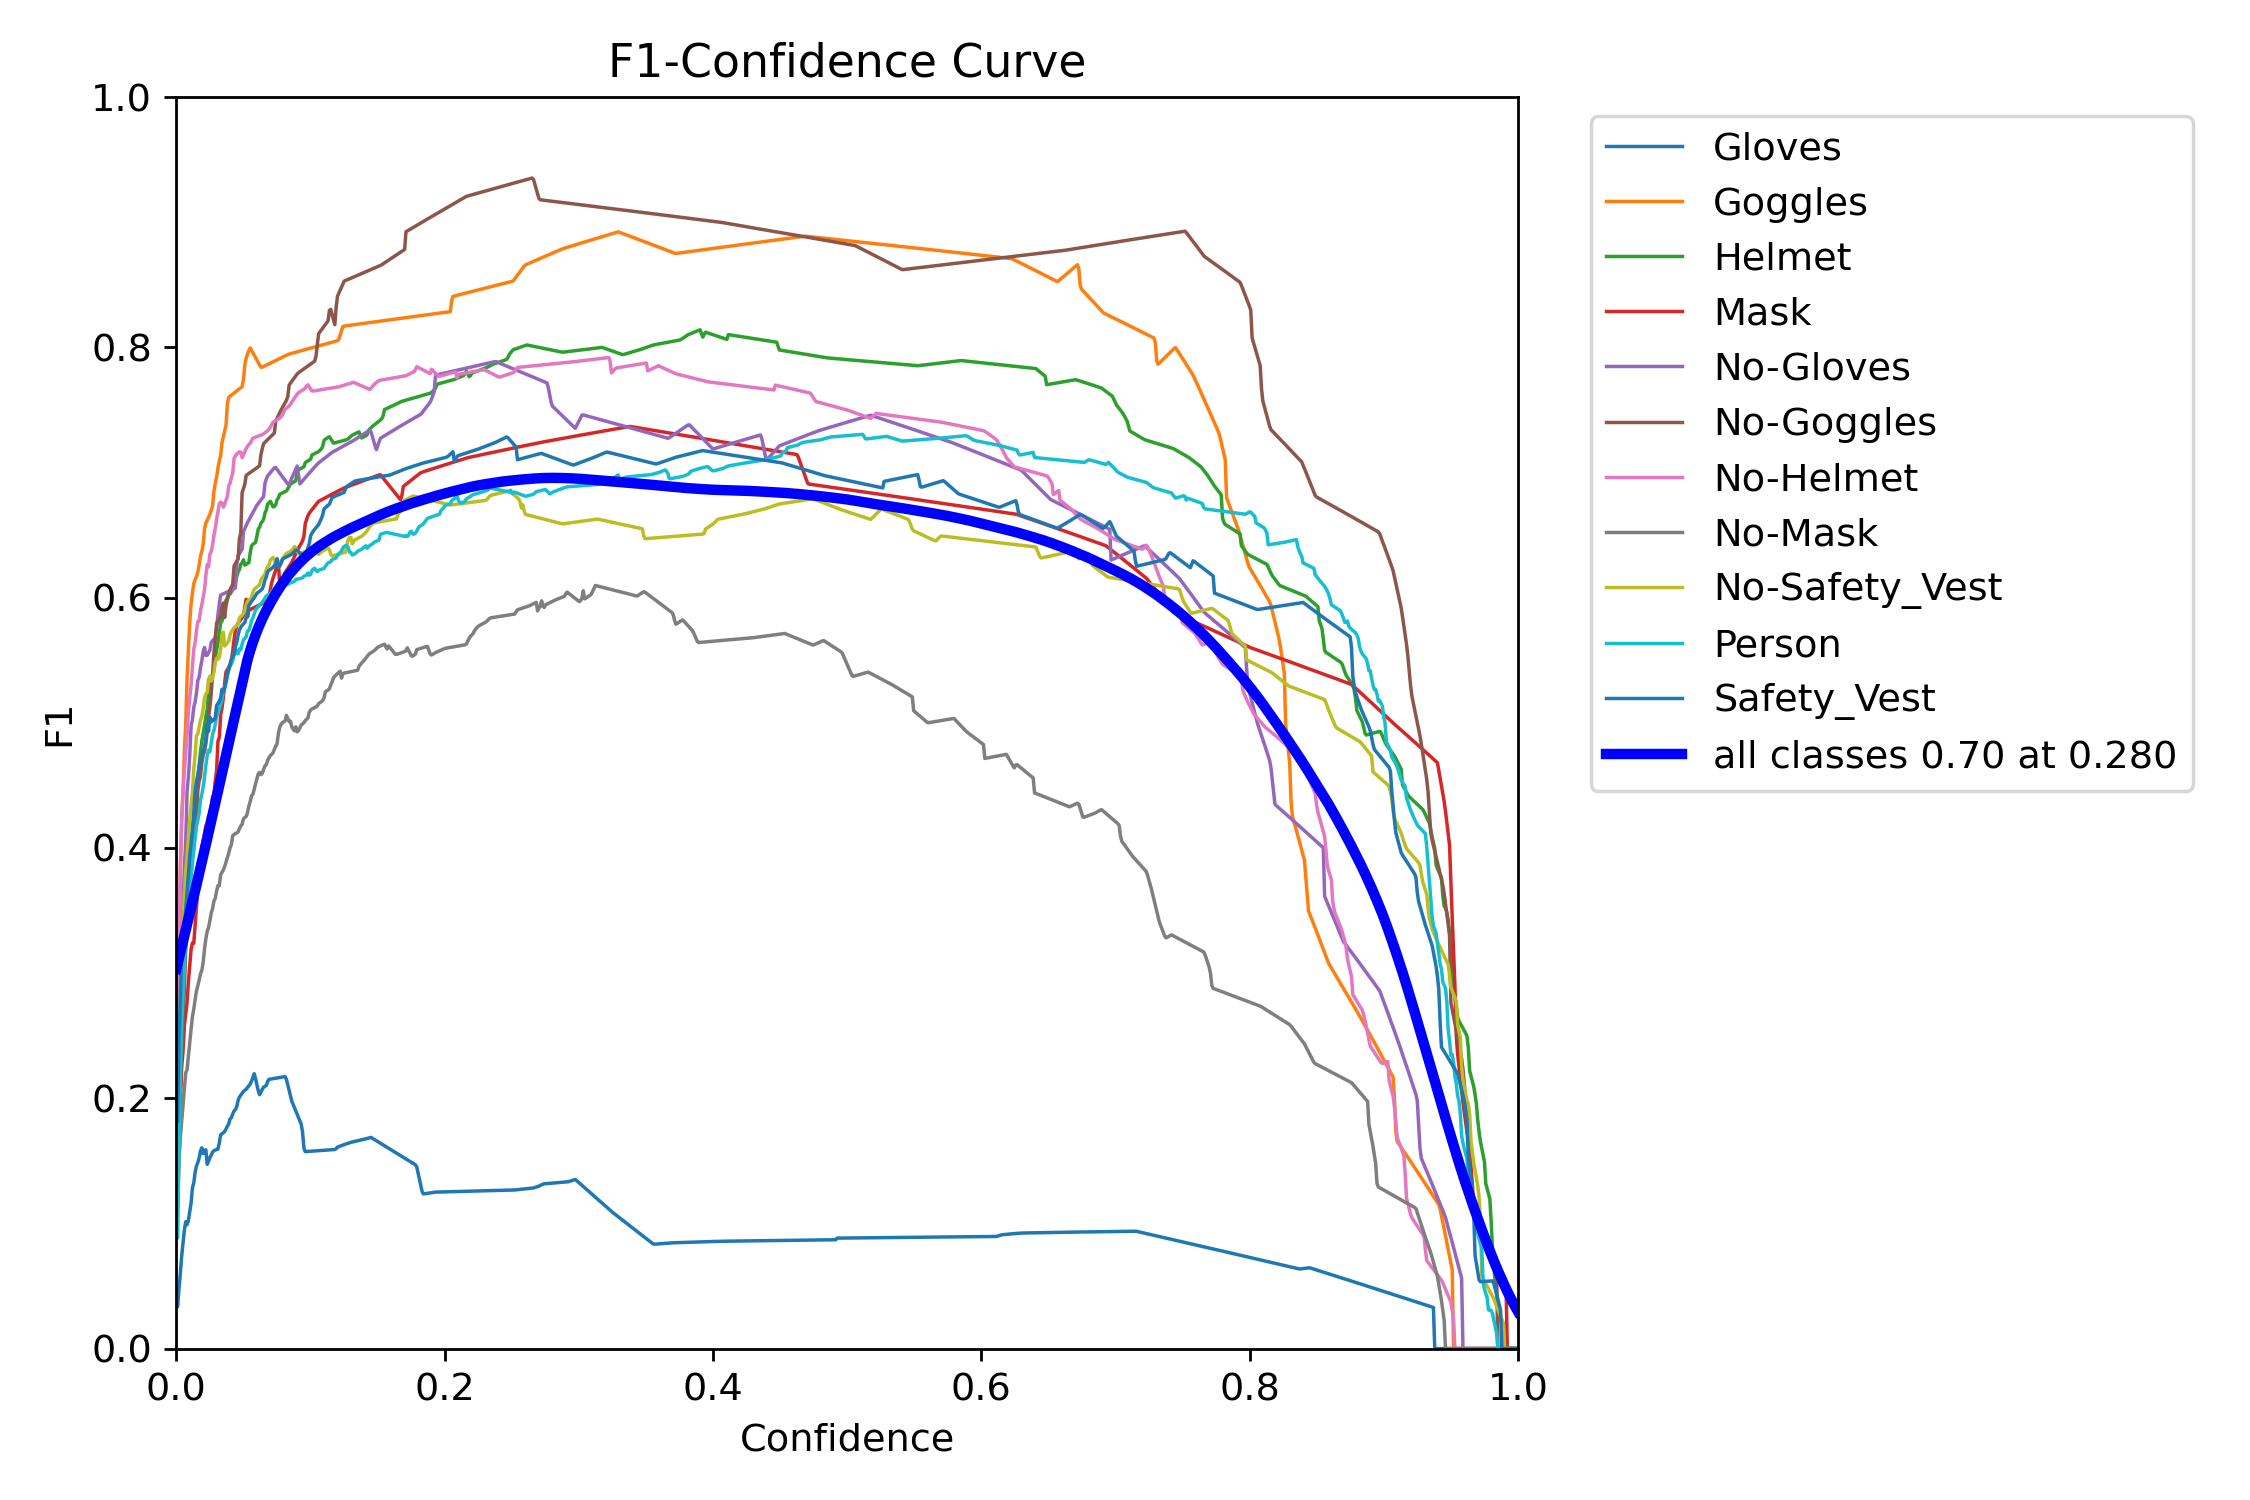 F1-Confidence Curve
1.0
0.8
0.6
0.4
0.2
0.0
F1
0.0 0.2 0.4 0.6 0.8 1.0
Confidence
Gloves
Goggles
Helmet
Mask
No-Gloves
No-Goggles
No-Helmet
No-Mask
No-Safety_Vest
Person
Safety_Vest
all classes 0.70 at 0.280